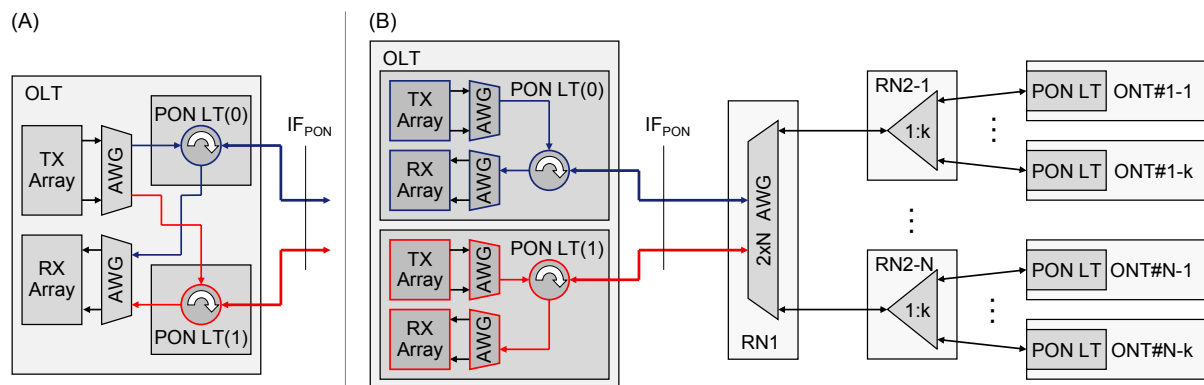 (A)
OLT
TX
Array
AWG
PON LT(0)
RX
Array
AWG
PON LT(1)
IFPON
(B)
OLT
TX
Array
AWG
PON LT(0)
RX
Array
AWG
TX
Array
AWG
PON LT(1)
RX
Array
AWG
IFPON
2xN AWG
RN1
RN2-1
1:k
PON LT
ONT#1-1
⋮
PON LT
ONT#1-k
⋮
RN2-N
1:k
PON LT
ONT#N-1
⋮
PON LT
ONT#N-k